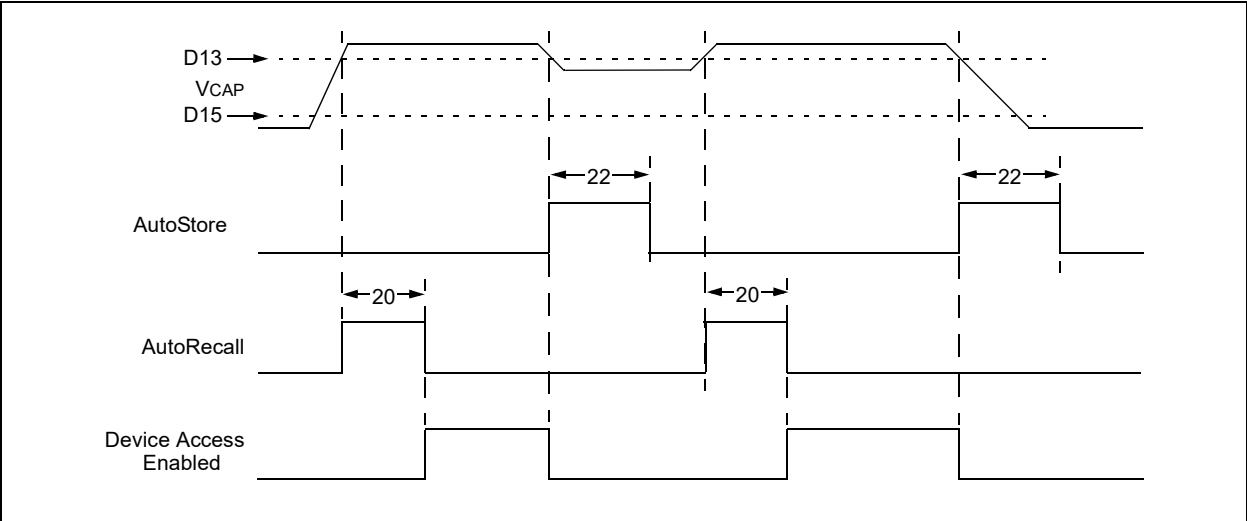 D13
VCAP
D15
22
22
AutoStore
20
20
AutoRecall
Device Access
Enabled